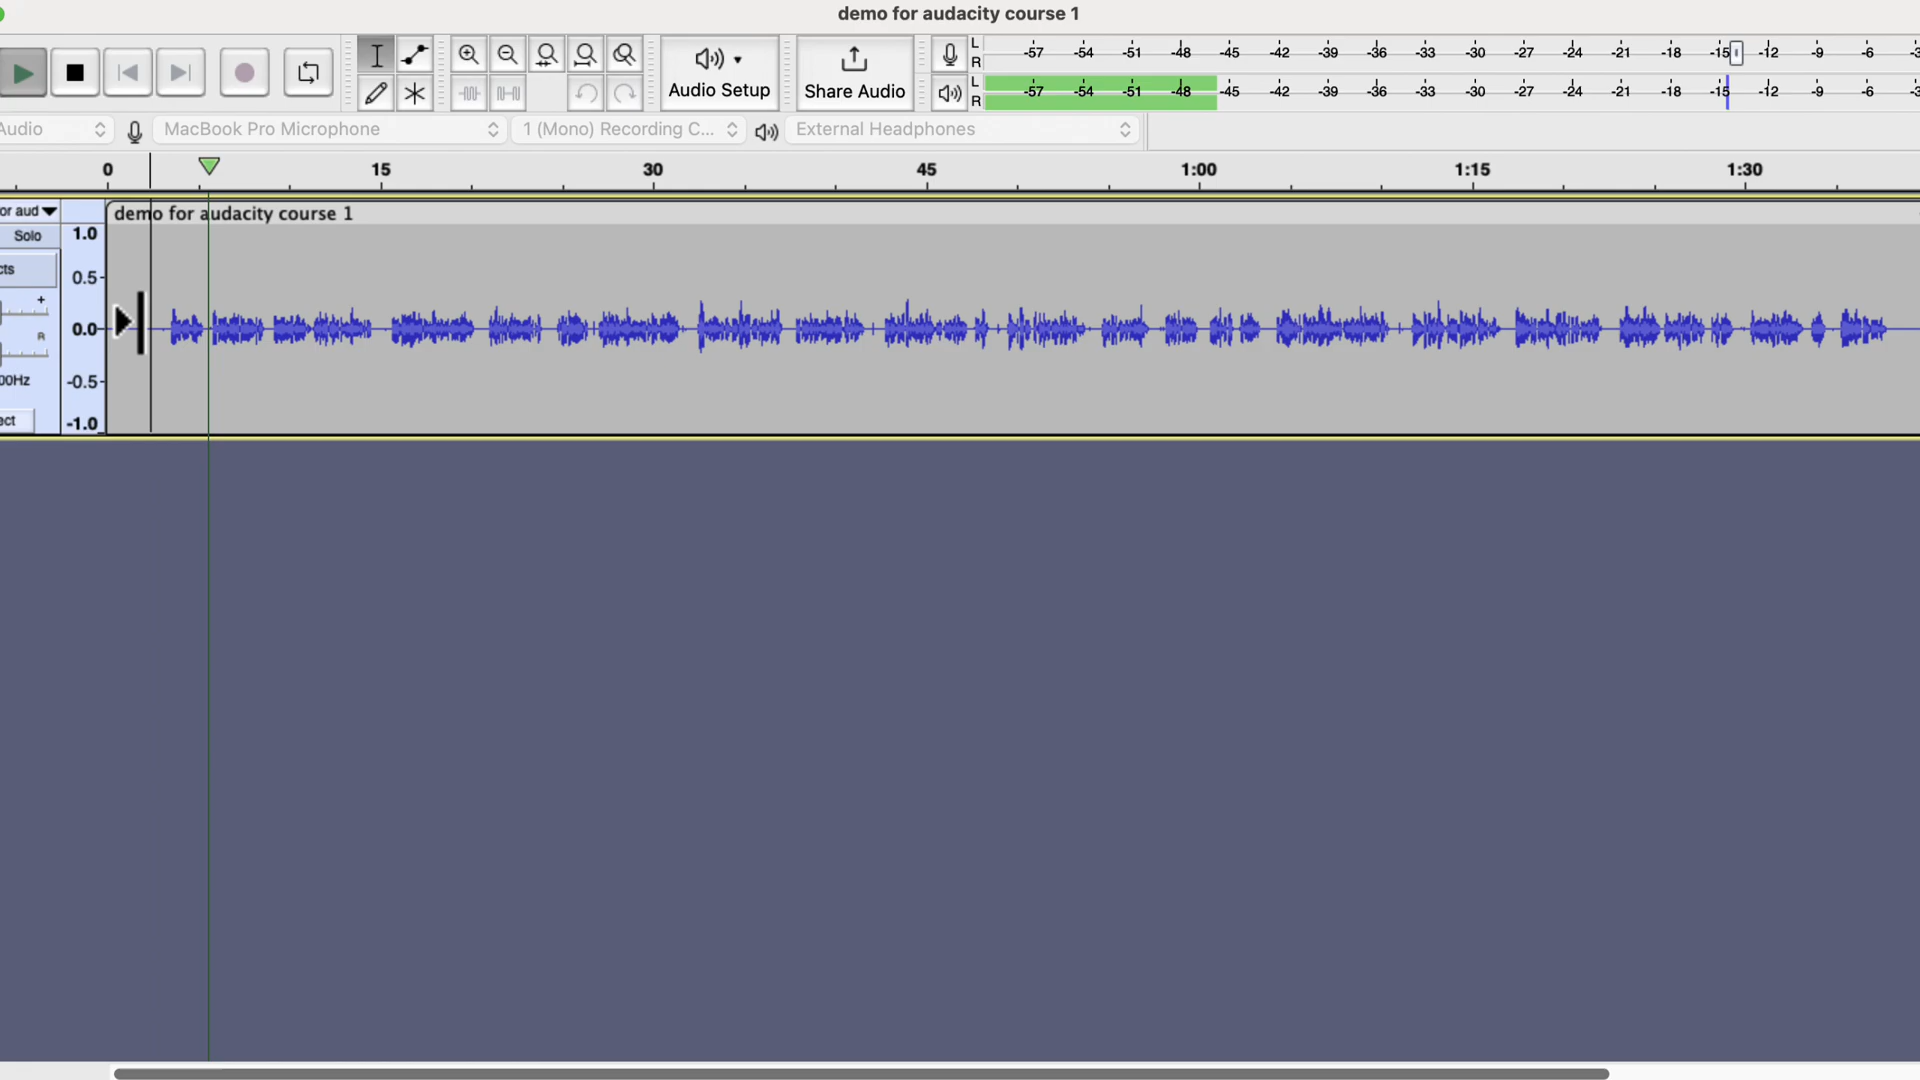 demo for audacity course 1
Audio Setup
Share Audio
L
R
-57 -54 -51 -48 -45 -42 -39 -36 -33 -30 -27 -24 -21 -18 -15 -12 -9 -6 -3
L
R
-57 -54 -51 -48 -45 -42 -39 -36 -33 -30 -27 -24 -21 -18 -15 -12 -9 -6 -3
Audio
MacBook Pro Microphone
1 (Mono) Recording C...
External Headphones
0 15 30 45 1:00 1:15 1:30
or aud
demo for audacity course 1
Solo
1.0
cts
0.5
+
0.0
R
00Hz
-0.5
ect
-1.0